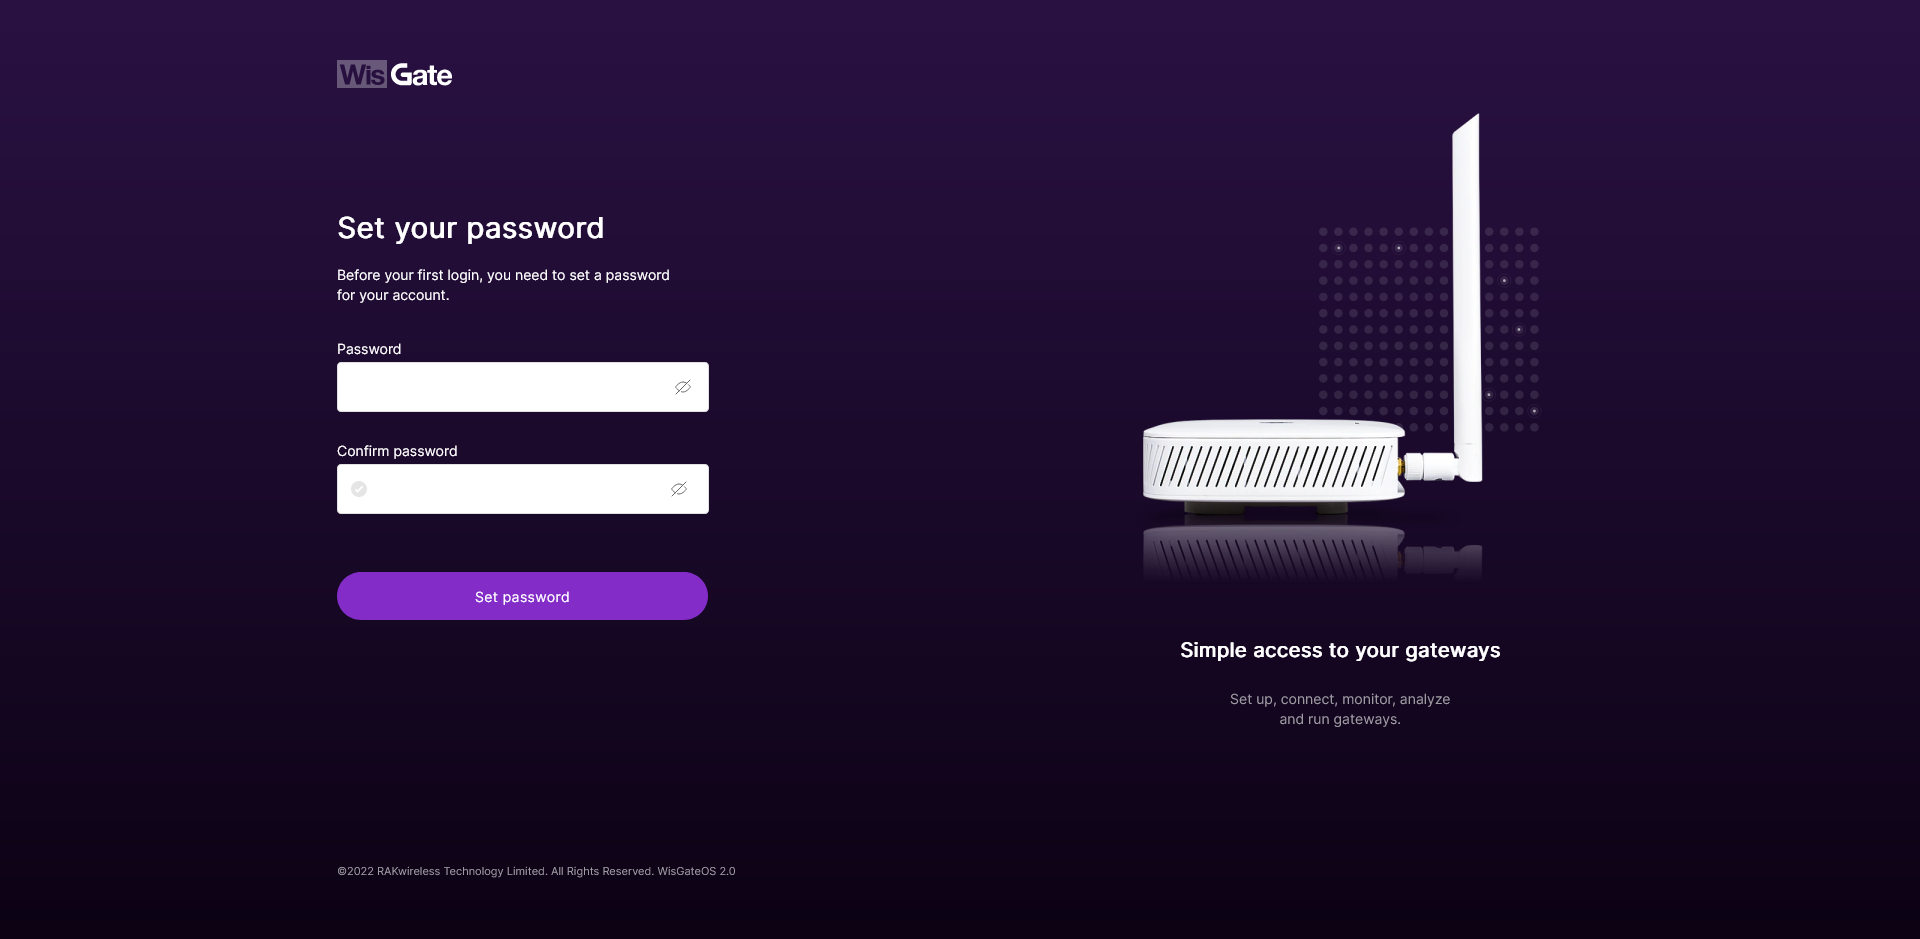 WisGate
Set your password
Before your first login, you need to set a password
for your account.
Password
Confirm password
Set password
Simple access to your gateways
Set up, connect, monitor, analyze
and run gateways.
©2022 RAKwireless Technology Limited. All Rights Reserved. WisGateOS 2.0